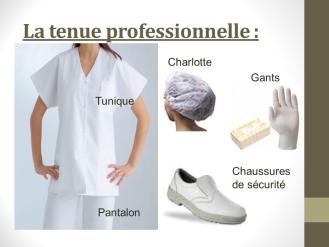 La tenue professionnelle :
Charlotte
Gants
Tunique
Chaussures
de sécurité
Pantalon